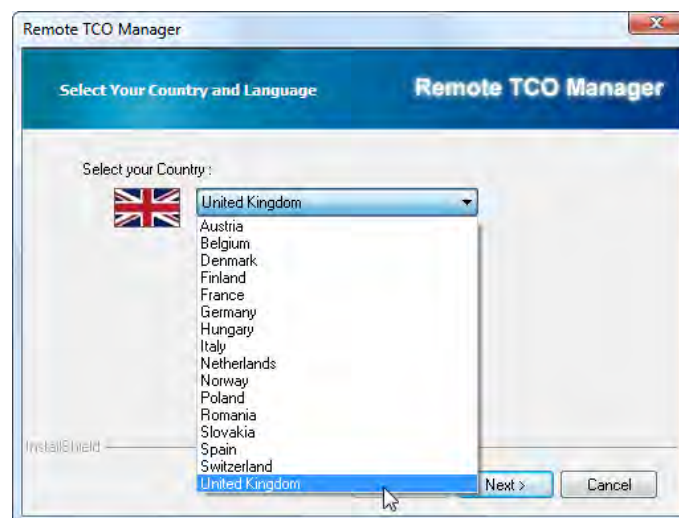 Remote TCO Manager
Select Your Country and Language
Remote TCO Manager
Select your Country :
United Kingdom
Austria
Belgium
Denmark
Finland
France
Germany
Hungary
Italy
Netherlands
Norway
Poland
Romania
Slovakia
Spain
Switzerland
United Kingdom
InstallShield
Next >
Cancel